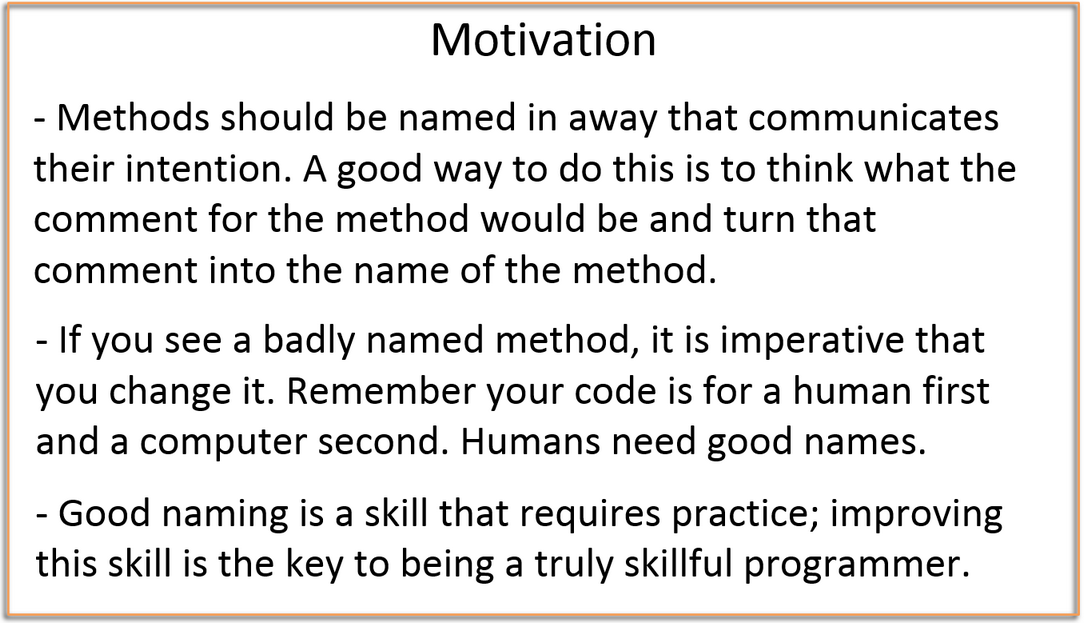 Motivation
- Methods should be named in away that communicates
their intention. A good way to do this is to think what the
comment for the method would be and turn that
comment into the name of the method.
- If you see a badly named method, it is imperative that
you change it. Remember your code is for a human first
and a computer second. Humans need good names.
- Good naming is a skill that requires practice; improving
this skill is the key to being a truly skillful programmer.